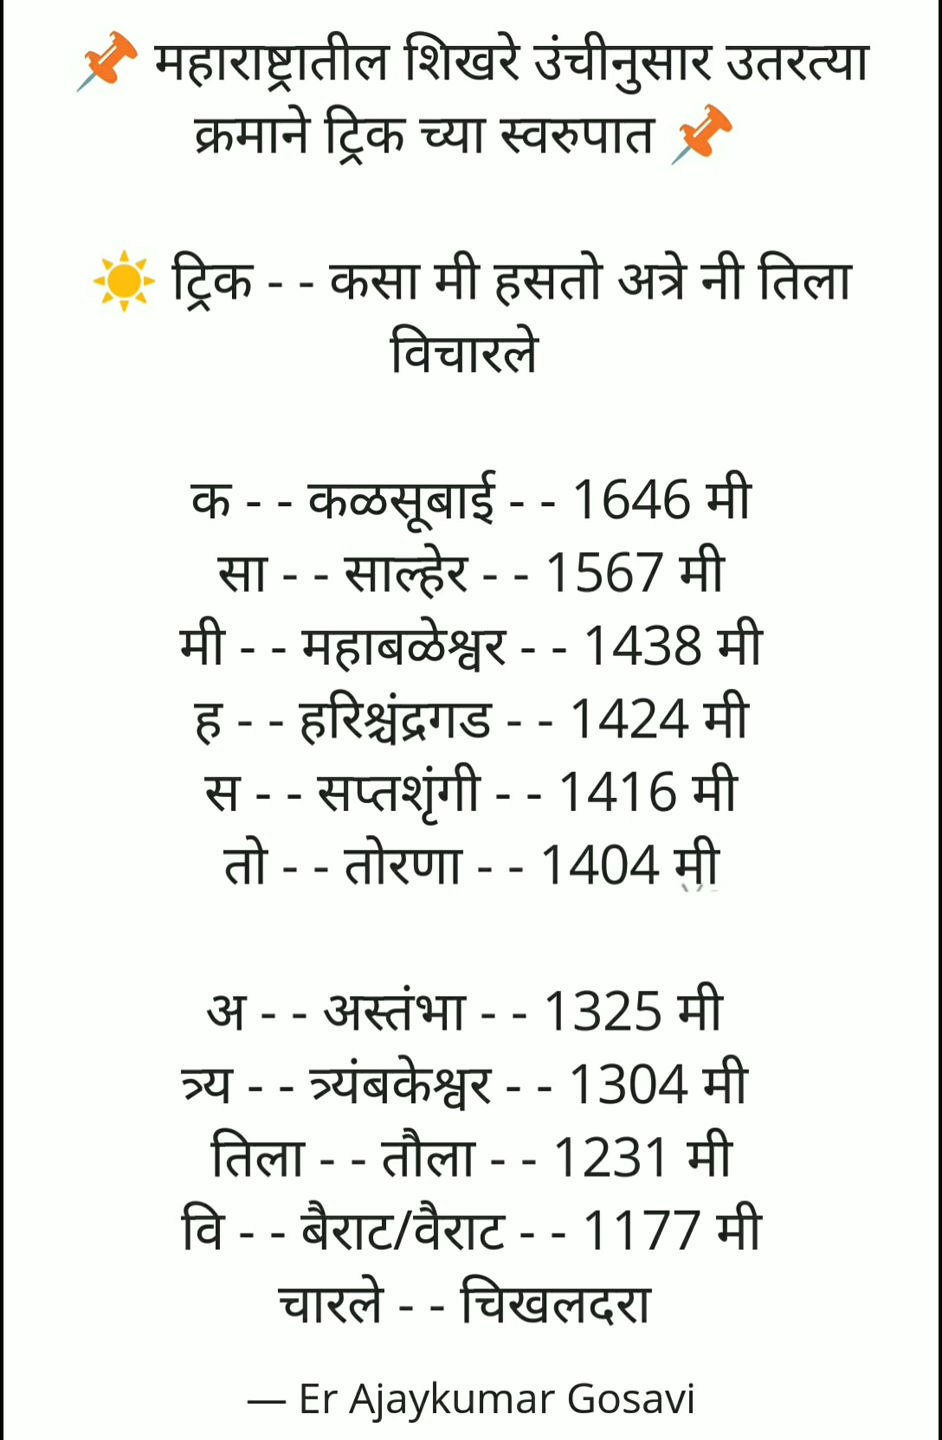 📌 महाराष्ट्रातील शिखरे उंचीनुसार उतरत्या
क्रमाने ट्रिक च्या स्वरुपात 📌
☀️ ट्रिक - - कसा मी हसतो अत्रे नी तिला
विचारले
क - - कळसूबाई - - 1646 मी
सा - - साल्हेर - - 1567 मी
मी - - महाबळेश्वर - - 1438 मी
ह - - हरिश्चंद्रगड - - 1424 मी
स - - सप्तशृंगी - - 1416 मी
तो - - तोरणा - - 1404 मी
अ - - अस्तंभा - - 1325 मी
त्र्य - - त्र्यंबकेश्वर - - 1304 मी
तिला - - तौला - - 1231 मी
वि - - बैराट/वैराट - - 1177 मी
चारले - - चिखलदरा
— Er Ajaykumar Gosavi